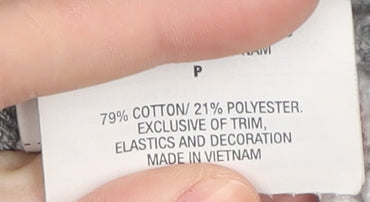 P
79% COTTON/ 21% POLYESTER.
EXCLUSIVE OF TRIM,
ELASTICS AND DECORATION
MADE IN VIETNAM